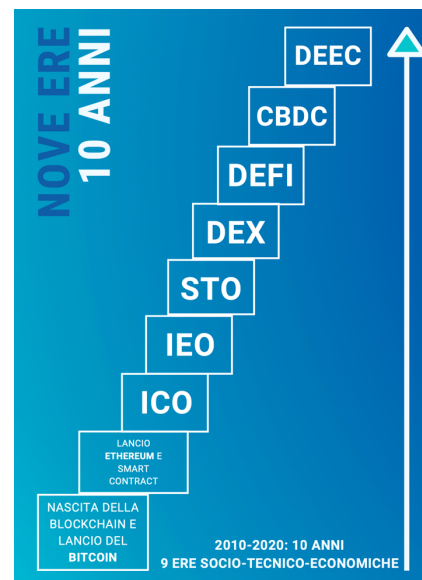 NOVE ERE
10 ANNI
DEEC
CBDC
DEFI
DEX
STO
IEO
ICO
LANCIO
ETHEREUM E
SMART
CONTRACT
NASCITA DELLA
BLOCKCHAIN E
LANCIO DEL
BITCOIN
2010-2020: 10 ANNI
9 ERE SOCIO-TECNICO-ECONOMICHE